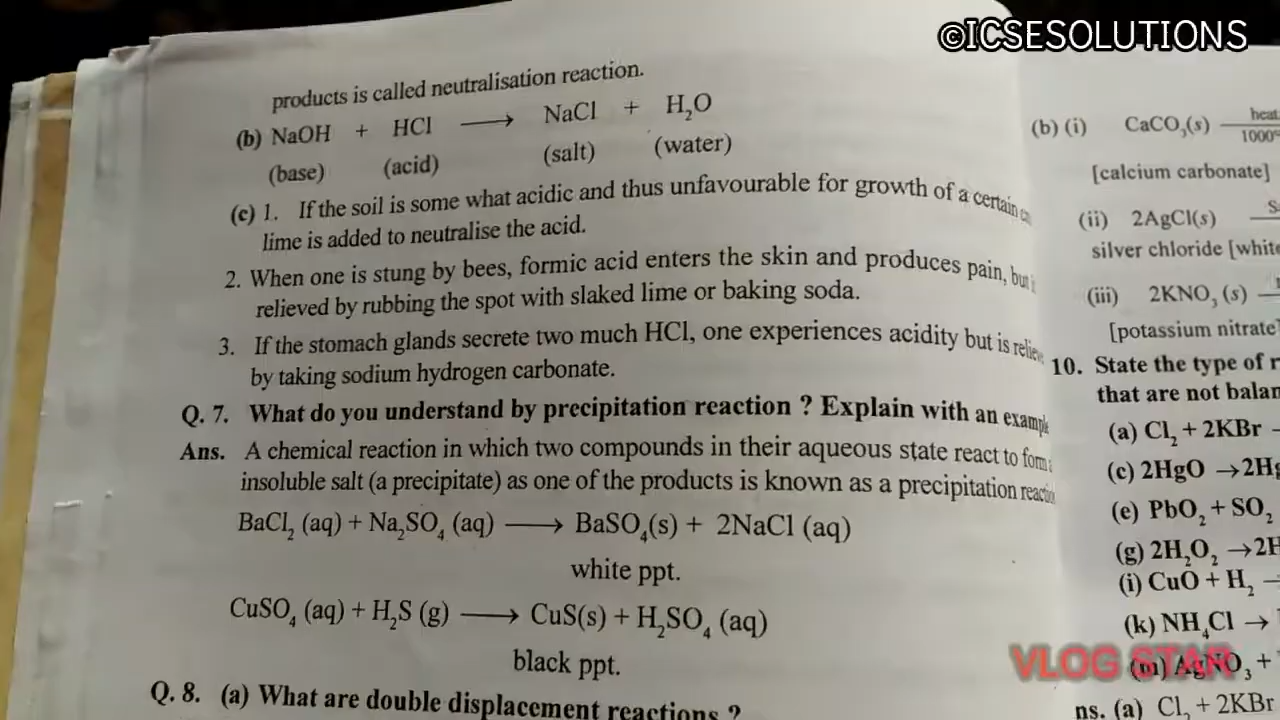 ©ICSESOLUTIONS
products is called neutralisation reaction.
(b) NaOH + HCl ⟶ NaCl + H₂O
(base) (acid) (salt) (water)
(c) 1. If the soil is some what acidic and thus unfavourable for growth of a certain
lime is added to neutralise the acid.
2. When one is stung by bees, formic acid enters the skin and produces pain, but
relieved by rubbing the spot with slaked lime or baking soda.
3. If the stomach glands secrete two much HCl, one experiences acidity but is
by taking sodium hydrogen carbonate.
Q. 7. What do you understand by precipitation reaction ? Explain with an
Ans. A chemical reaction in which two compounds in their aqueous state react to form
insoluble salt (a precipitate) as one of the products is known as a precipitation
BaCl₂ (aq) + Na₂SO₄ (aq) ⟶ BaSO₄(s) + 2NaCl (aq)
white ppt.
CuSO₄ (aq) + H₂S (g) ⟶ CuS(s) + H₂SO₄ (aq)
black ppt.
Q. 8. (a) What are double displacement reactions ?
(b) (i) CaCO₃(s) heat
1000°
[calcium carbonate]
(ii) 2AgCl(s)
silver chloride
(iii) 2KNO₃ (s)
[potassium nitrate]
10. State the type of
that are not
(a) Cl₂ + 2KBr
(c) 2HgO →
(e) PbO₂ + SO₂
(g) 2H₂O₂ →
(i) CuO + H₂
(k) NH₄Cl →
(m) AgNO₃ +
VLOG STAR
(a) Cl₂ + 2KBr